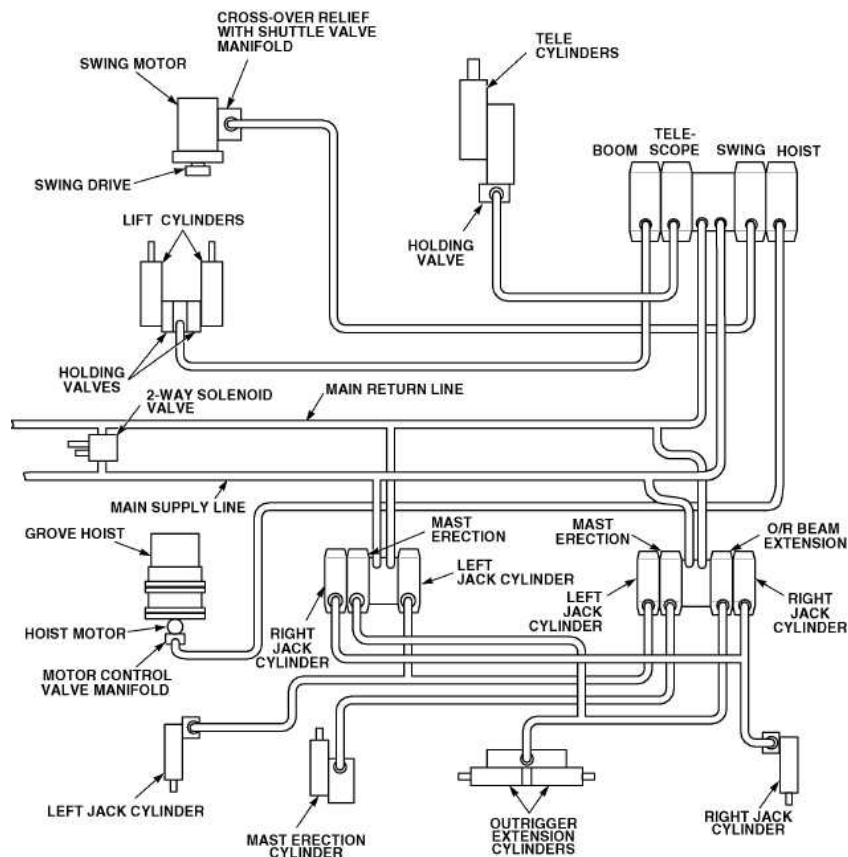 CROSS-OVER RELIEF
WITH SHUTTLE VALVE
MANIFOLD
SWING MOTOR
SWING DRIVE
TELE
CYLINDERS
BOOM
TELE-
SCOPE
SWING
HOIST
LIFT CYLINDERS
HOLDING
VALVE
HOLDING
VALVES
2-WAY SOLENOID
VALVE
MAIN RETURN LINE
MAIN SUPPLY LINE
GROVE HOIST
MAST
ERECTION
LEFT
JACK CYLINDER
MAST
ERECTION
O/R BEAM
EXTENSION
HOIST MOTOR
MOTOR CONTROL
VALVE MANIFOLD
RIGHT
JACK
CYLINDER
LEFT
JACK
CYLINDER
RIGHT
JACK
CYLINDER
LEFT JACK CYLINDER
MAST ERECTION
CYLINDER
OUTRIGGER
EXTENSION
CYLINDERS
RIGHT JACK
CYLINDER